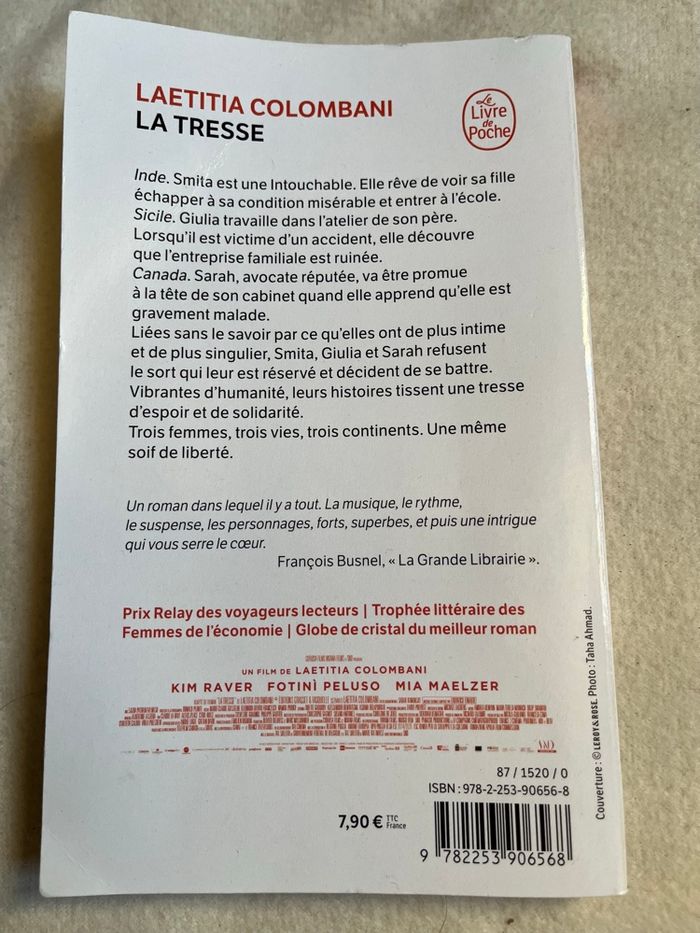 LAETITIA COLOMBANI
LA TRESSE
Le
Livre
de
Poche
Inde. Smita est une Intouchable. Elle rêve de voir sa fille
échapper à sa condition misérable et entrer à l'école.
Sicile. Giulia travaille dans l'atelier de son père.
Lorsqu'il est victime d'un accident, elle découvre
que l'entreprise familiale est ruinée.
Canada. Sarah, avocate réputée, va être promue
à la tête de son cabinet quand elle apprend qu'elle est
gravement malade.
Liées sans le savoir par ce qu'elles ont de plus intime
et de plus singulier, Smita, Giulia et Sarah refusent
le sort qui leur est réservé et décident de se battre.
Vibrantes d'humanité, leurs histoires tissent une tresse
d'espoir et de solidarité.
Trois femmes, trois vies, trois continents. Une même
soif de liberté.
Un roman dans lequel il y a tout. La musique, le rythme,
le suspense, les personnages, forts, superbes, et puis une intrigue
qui vous serre le cœur.
François Busnel, « La Grande Librairie ».
Prix Relay des voyageurs lecteurs | Trophée littéraire des
Femmes de l'économie | Globe de cristal du meilleur roman
UN FILM DE LAETITIA COLOMBANI
KIM RAVER FOTINÌ PELUSO MIA MAELZER
Couverture : © LEROY & ROSE. Photo : Taha Ahmad.
87 / 1520 / 0
ISBN : 978-2-253-90656-8
7,90 € TTC
France
9 782253 906568